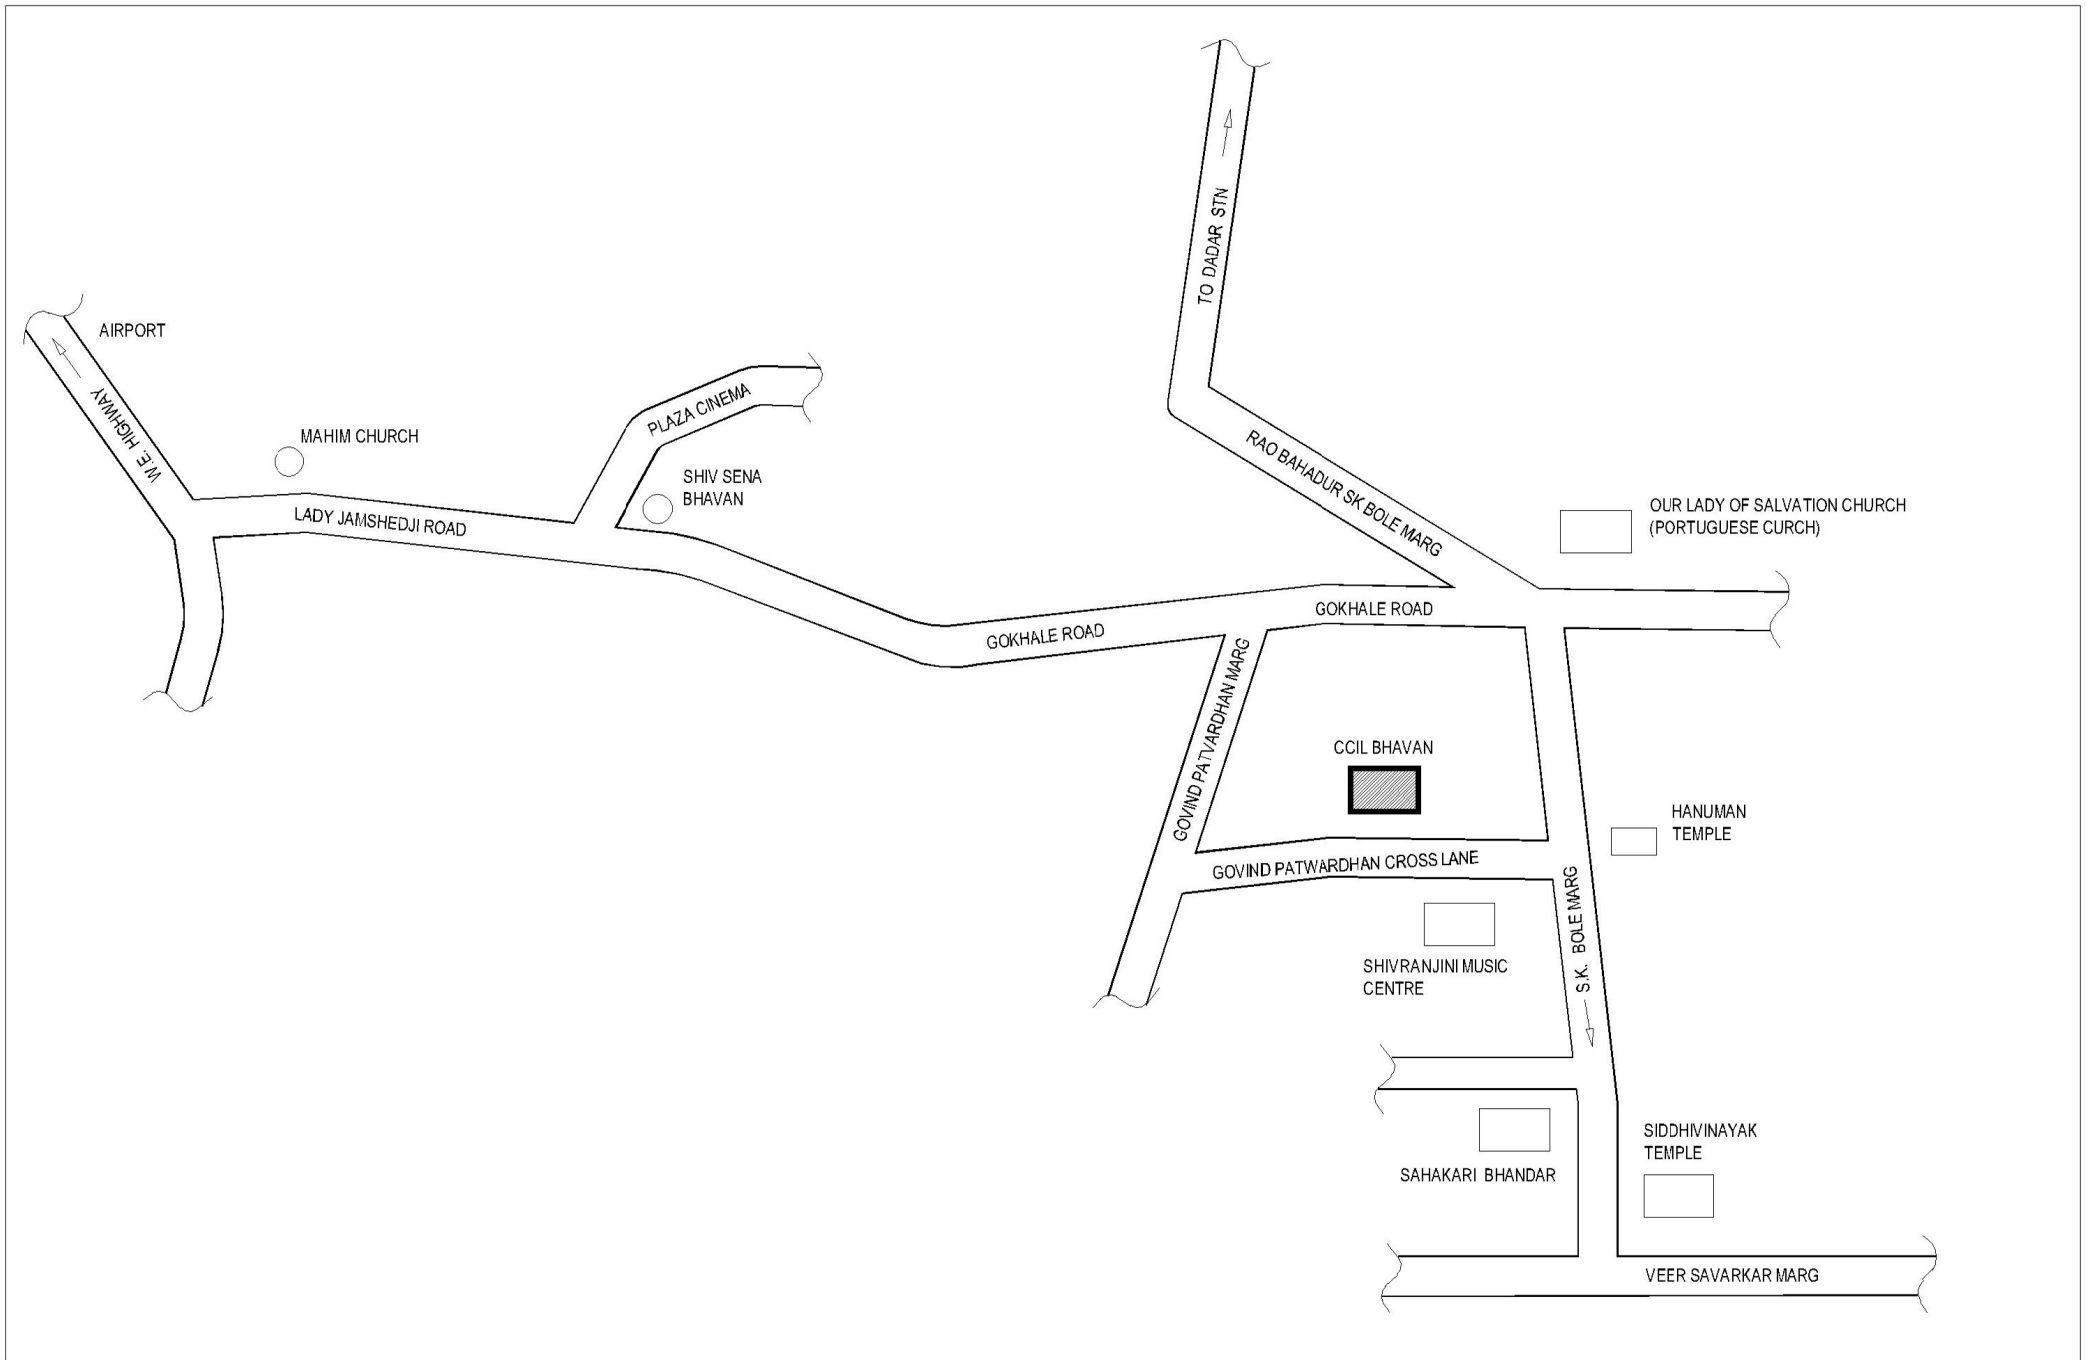 TO DADAR STN
AIRPORT
W.E. HIGHWAY
MAHIM CHURCH
PLAZA CINEMA
SHIV SENA
BHAVAN
LADY JAMSHEDJI ROAD
RAO BAHADUR SK BOLE MARG
OUR LADY OF SALVATION CHURCH
(PORTUGUESE CURCH)
GOKHALE ROAD
GOKHALE ROAD
GOVIND PATVARDHAN MARG
CCIL BHAVAN
HANUMAN
TEMPLE
GOVIND PATWARDHAN CROSS LANE
S.K. BOLE MARG
SHIVRANJINI MUSIC
CENTRE
SIDDHIVINAYAK
TEMPLE
SAHAKARI BHANDAR
VEER SAVARKAR MARG